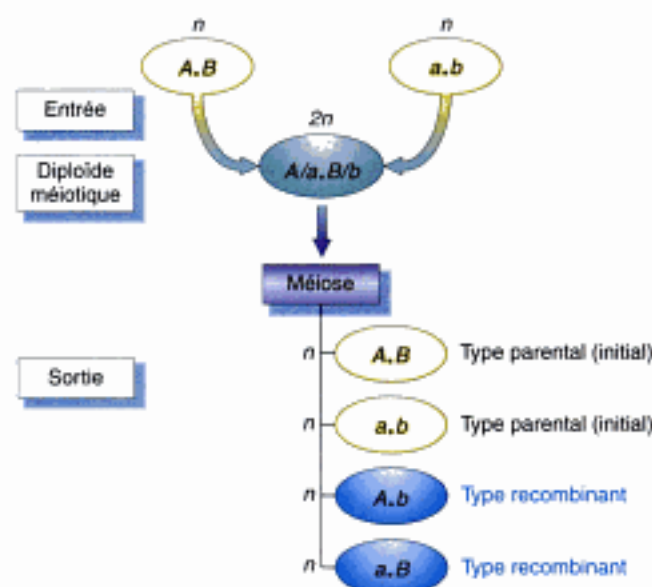 n
n
A.B
a.b
Entrée
2n
Diploïde
méiotique
A/a.B/b
Méiose
n
A.B
Type parental (initial)
Sortie
n
a.b
Type parental (initial)
n
A.b
Type recombinant
n
a.B
Type recombinant